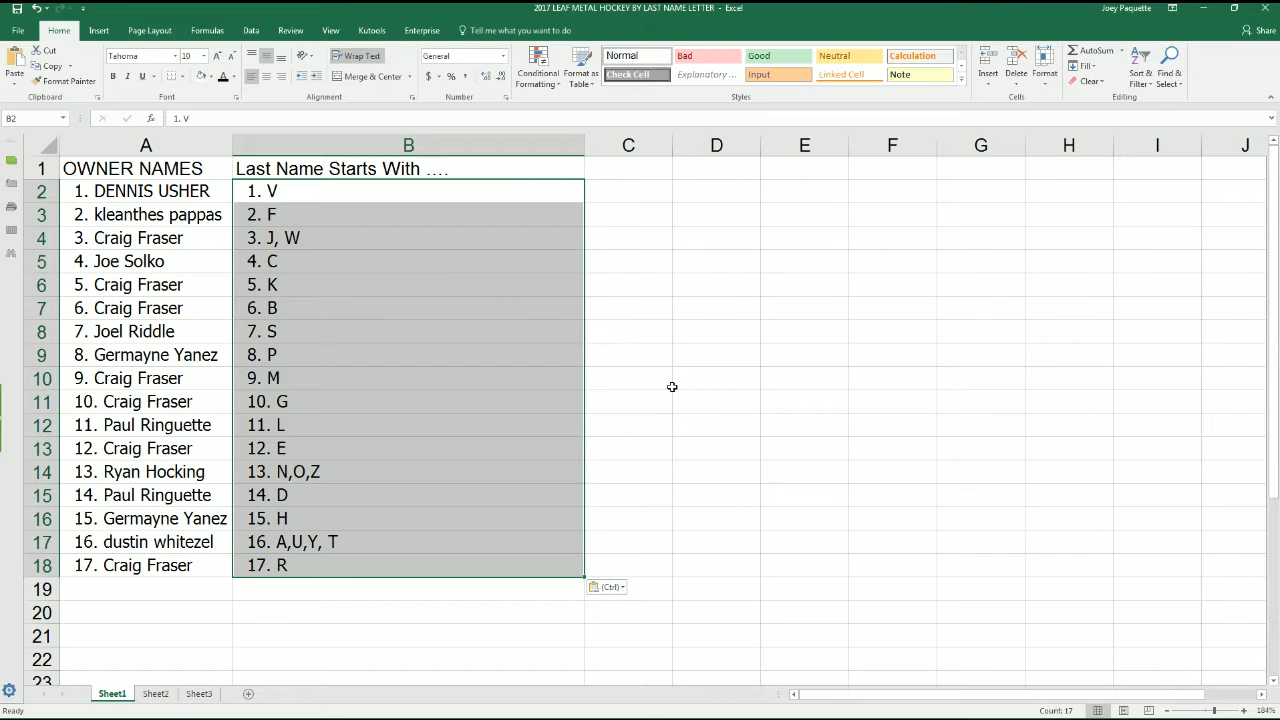 2017 LEAF METAL HOCKEY BY LAST NAME LETTER - Excel
Joey Paquette
File Home Insert Page Layout Formulas Data Review View Kutools Enterprise Tell me what you want to do
Share
Paste Cut Copy Format Painter Clipboard
Tahoma 10 B I U A Font
Wrap Text Merge & Center Alignment
General $ % , Number
Conditional Formatting Format as Table
Normal Bad Good Neutral Calculation
Check Cell Explanatory ... Input Linked Cell Note
Styles
Insert Delete Format Cells
AutoSum Fill Clear Sort & Filter Find & Select Editing
B2 fx 1. V
A B C D E F G H I J
1 OWNER NAMES Last Name Starts With ....
2 1. DENNIS USHER 1. V
3 2. kleanthes pappas 2. F
4 3. Craig Fraser 3. J, W
5 4. Joe Solko 4. C
6 5. Craig Fraser 5. K
7 6. Craig Fraser 6. B
8 7. Joel Riddle 7. S
9 8. Germayne Yanez 8. P
10 9. Craig Fraser 9. M
11 10. Craig Fraser 10. G
12 11. Paul Ringuette 11. L
13 12. Craig Fraser 12. E
14 13. Ryan Hocking 13. N,O,Z
15 14. Paul Ringuette 14. D
16 15. Germayne Yanez 15. H
17 16. dustin whitezel 16. A,U,Y, T
18 17. Craig Fraser 17. R
19 (Ctrl)
20
21
22
23
Sheet1 Sheet2 Sheet3
Ready Count: 17 184%